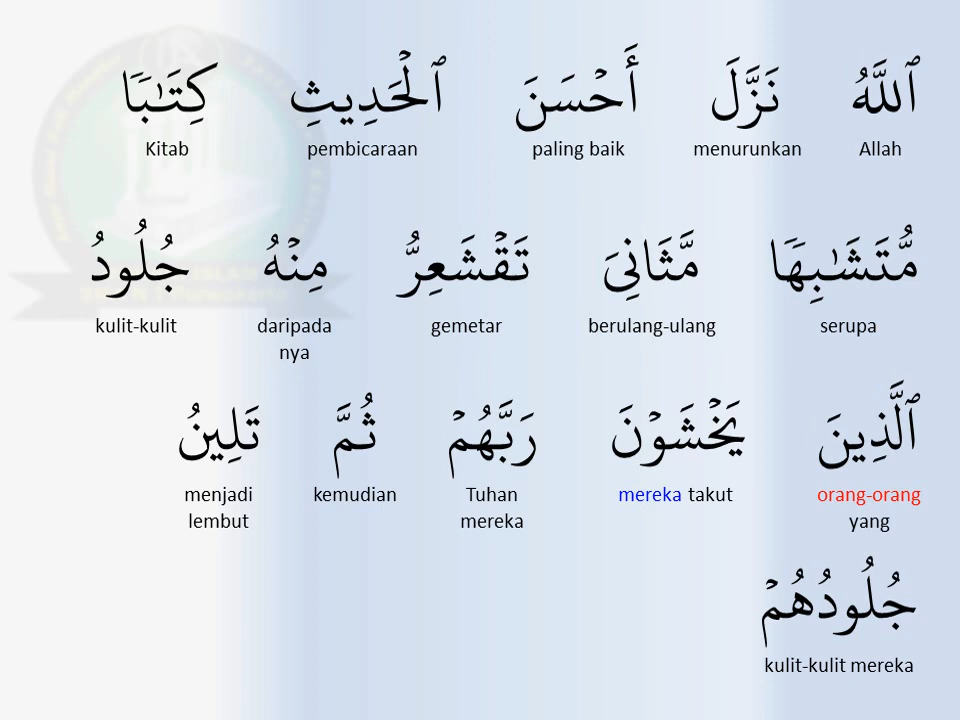 ٱللَّهُ نَزَّلَ أَحۡسَنَ ٱلۡحَدِيثِ كِتَٰبٗا
Allah menurunkan paling baik pembicaraan Kitab
مُّتَشَٰبِهٗا مَّثَانِيَ تَقۡشَعِرُّ مِنۡهُ جُلُودُ
serupa berulang-ulang gemetar daripada kulit-kulit
nya
ٱلَّذِينَ يَخۡشَوۡنَ رَبَّهُمۡ ثُمَّ تَلِينُ
orang-orang mereka takut Tuhan kemudian menjadi
yang mereka lembut
جُلُودُهُمۡ
kulit-kulit mereka